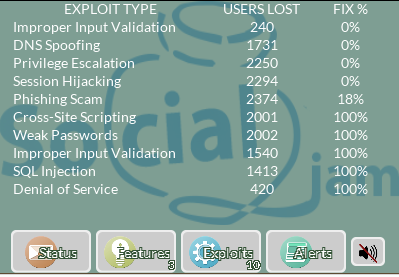 EXPLOIT TYPE USERS LOST FIX %
Improper Input Validation 240 0%
DNS Spoofing 1731 0%
Privilege Escalation 2250 0%
Session Hijacking 2294 0%
Phishing Scam 2374 18%
Cross-Site Scripting 2001 100%
Weak Passwords 2002 100%
Improper Input Validation 1540 100%
SQL Injection 1413 100%
Denial of Service 420 100%
Social
jam
Status Features 3 Exploits 10 Alerts